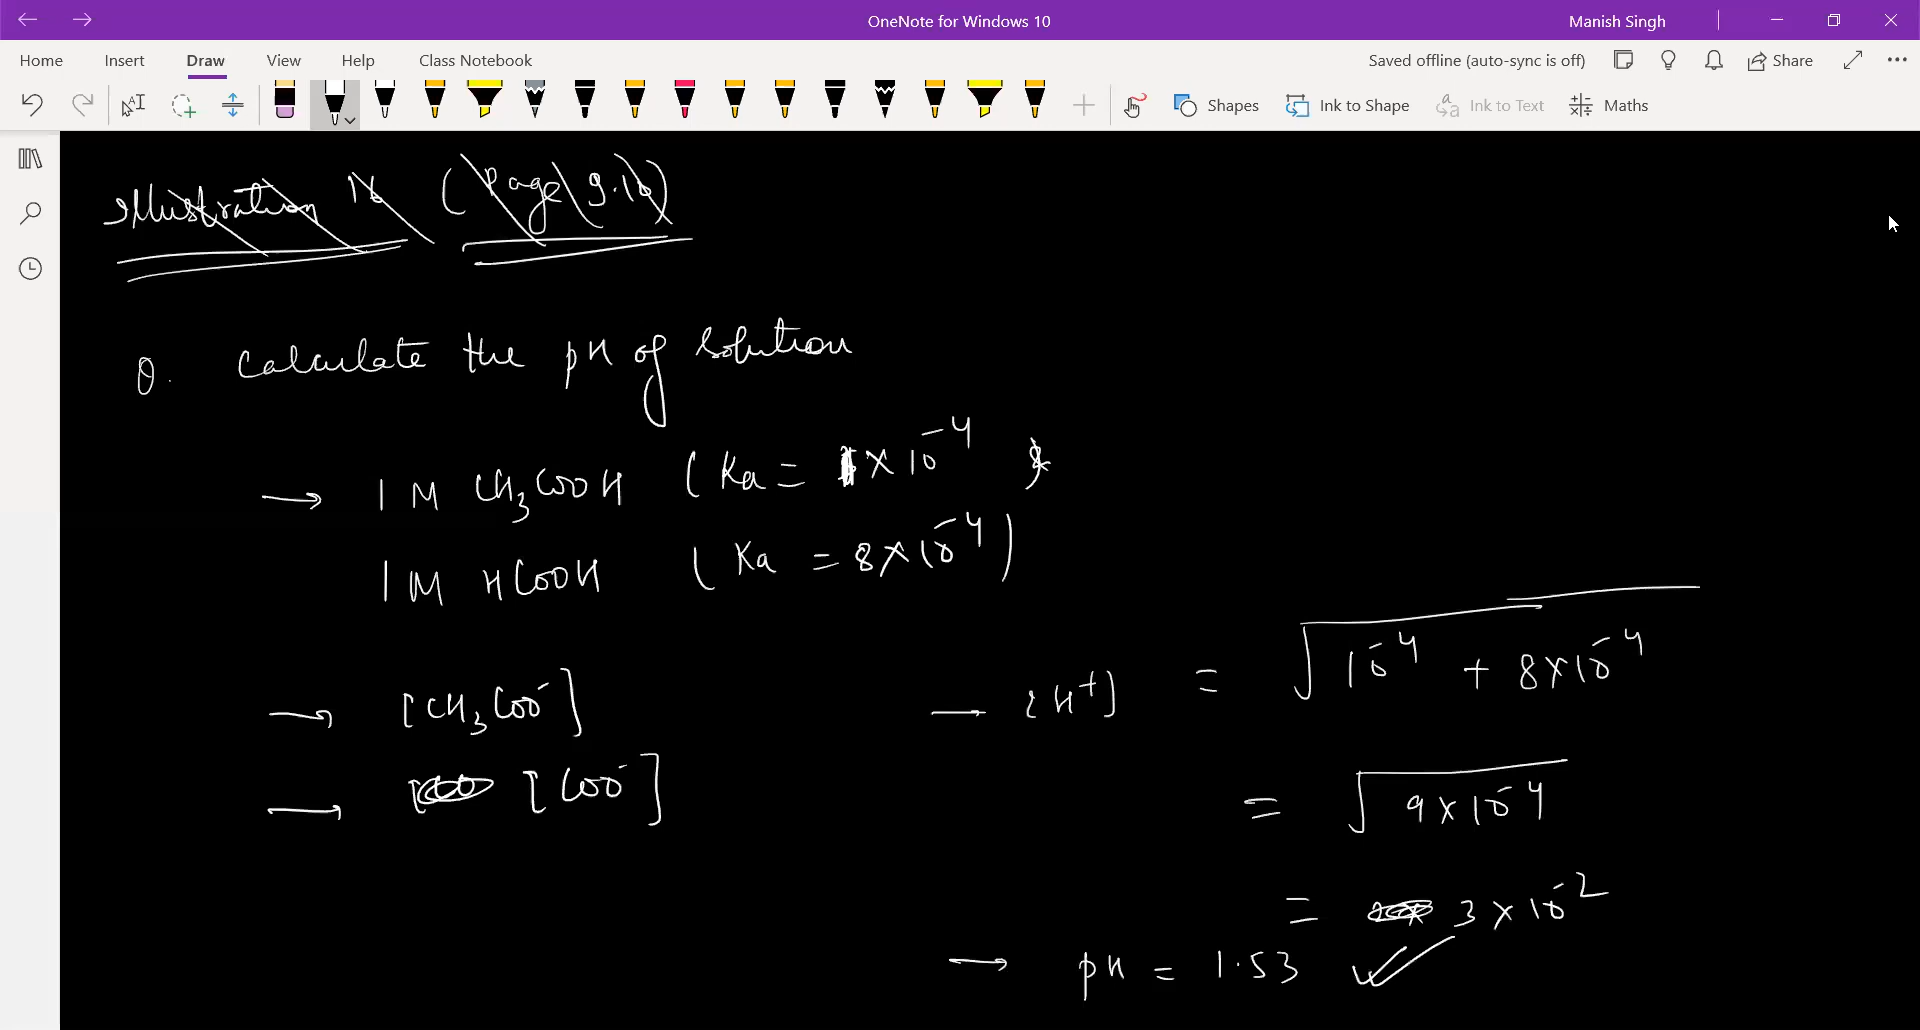 OneNote for Windows 10
Manish Singh
Home Insert Draw View Help Class Notebook
Saved offline (auto-sync is off) Share
Shapes Ink to Shape Ink to Text Maths
Illustration 16 (Page 9.16)
Q. Calculate the pH of solution
→ 1 M CH₃COOH (Ka = 1 × 10⁻⁴)
1 M HCOOH (Ka = 8 × 10⁻⁴)
→ [CH₃COO⁻]
→ [COO⁻]
— [H⁺] = √(10⁻⁴ + 8×10⁻⁴)
= √(9×10⁻⁴)
= 3 × 10⁻²
→ pH = 1.53 ✓